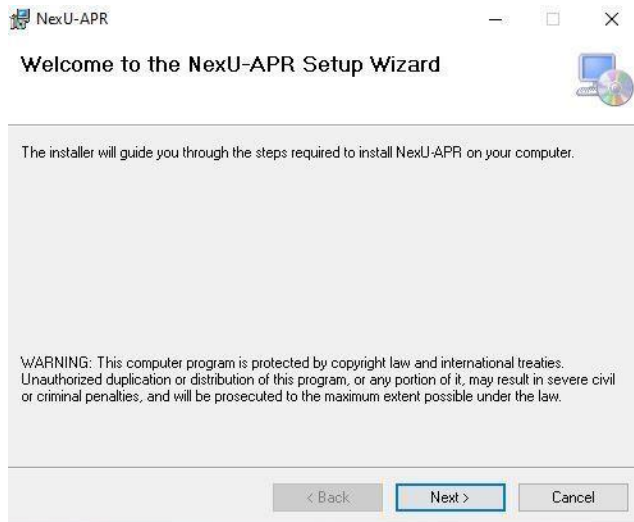 NexU-APR
Welcome to the NexU-APR Setup Wizard
The installer will guide you through the steps required to install NexU-APR on your computer.
WARNING: This computer program is protected by copyright law and international treaties.
Unauthorized duplication or distribution of this program, or any portion of it, may result in severe civil
or criminal penalties, and will be prosecuted to the maximum extent possible under the law.
< Back
Next >
Cancel